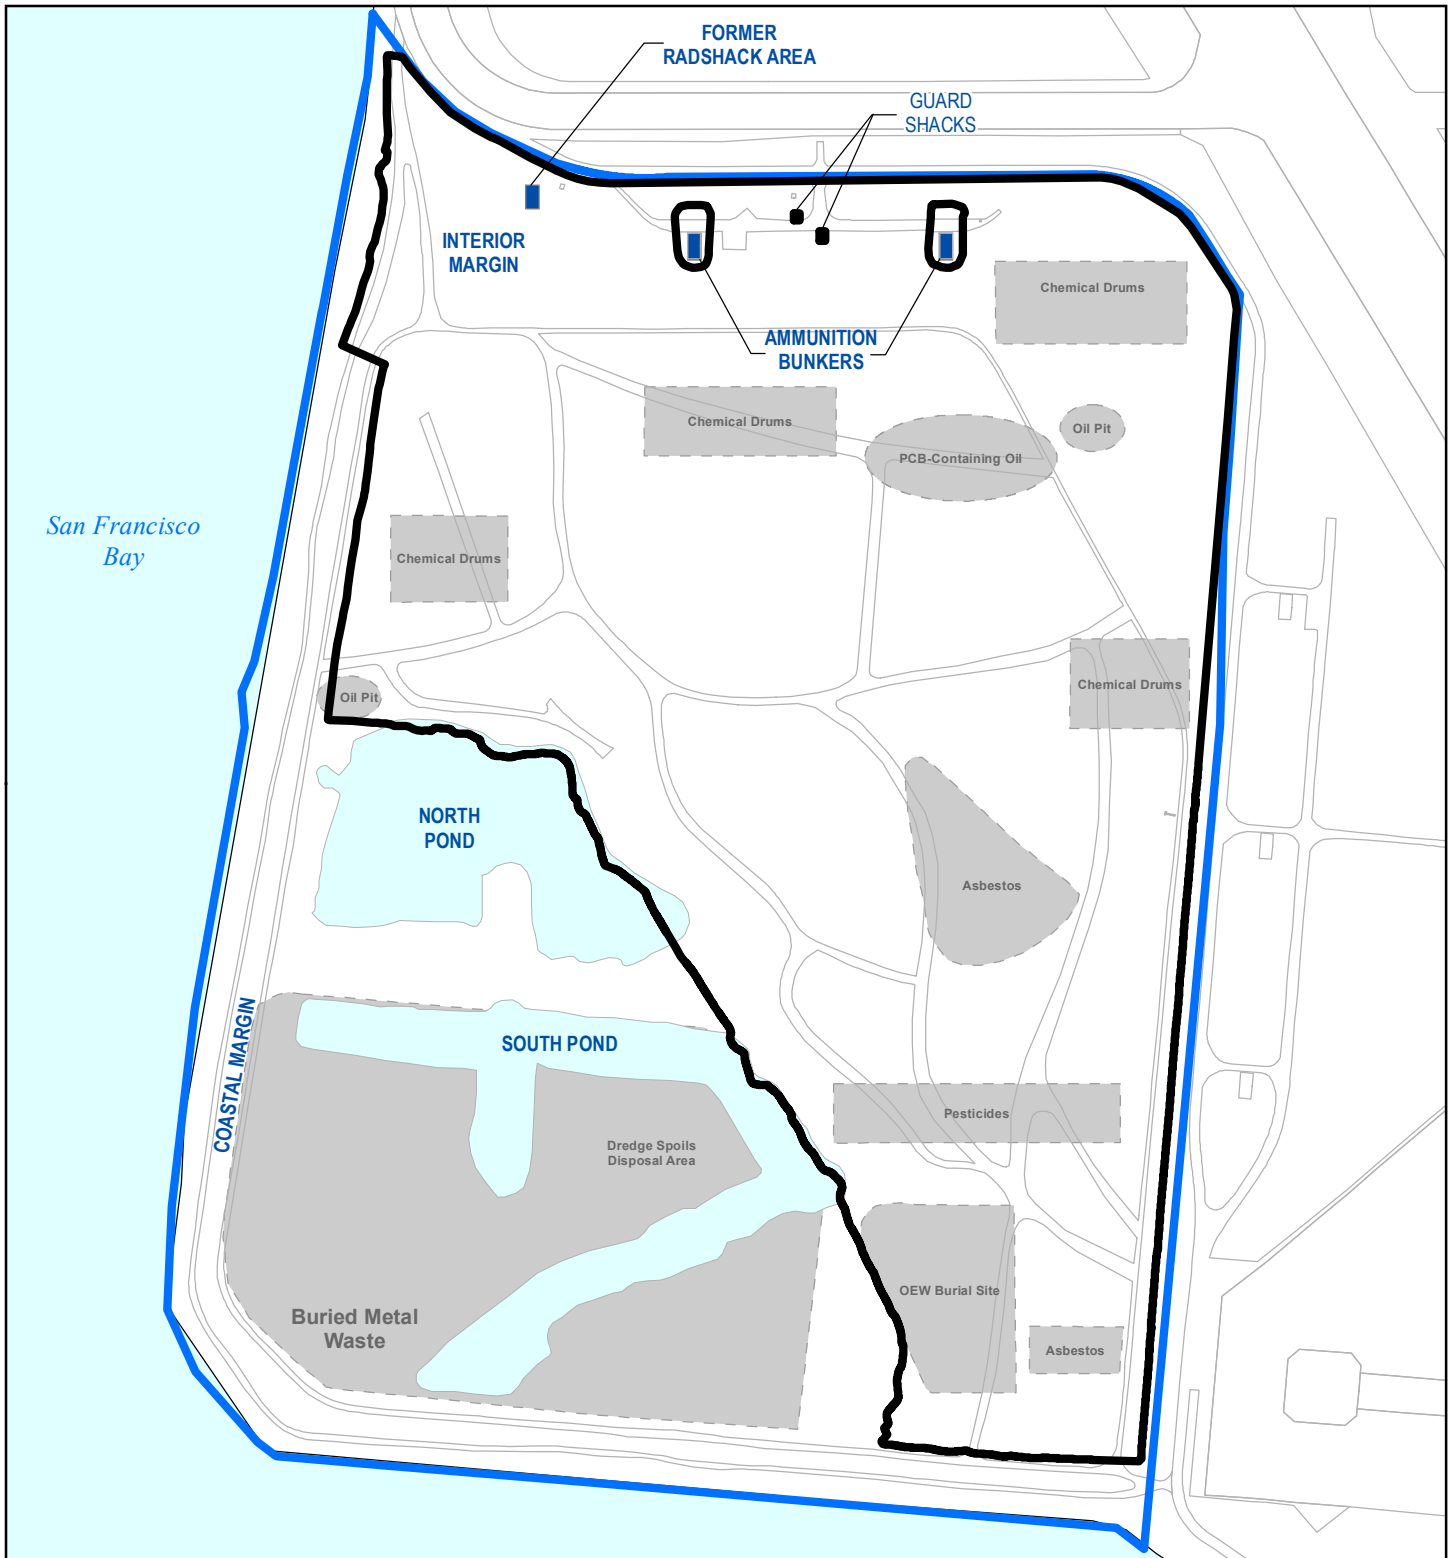 FORMER
RADSHACK AREA
GUARD
SHACKS
INTERIOR
MARGIN
Chemical Drums
AMMUNITION
BUNKERS
Chemical Drums
Oil Pit
PCB-Containing Oil
San Francisco
Bay
Chemical Drums
Chemical Drums
Oil Pit
NORTH
POND
Asbestos
COASTAL MARGIN
SOUTH POND
Pesticides
Dredge Spoils
Disposal Area
OEW Burial Site
Buried Metal
Waste
Asbestos